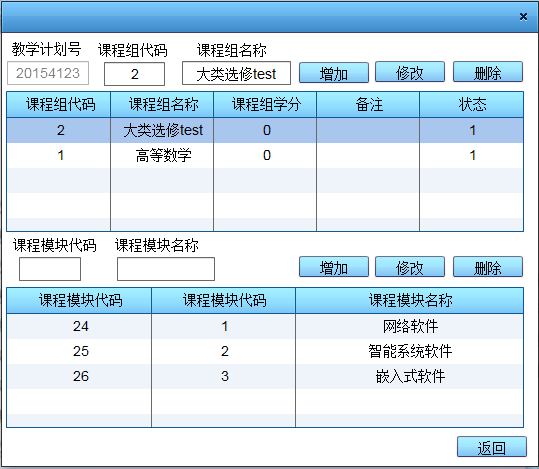 ×
教学计划号 课程组代码 课程组名称
20154123 2 大类选修test 增加 修改 删除
课程组代码 课程组名称 课程组学分 备注 状态
2 大类选修test 0 1
1 高等数学 0 1
课程模块代码 课程模块名称
增加 修改 删除
课程模块代码 课程模块代码 课程模块名称
24 1 网络软件
25 2 智能系统软件
26 3 嵌入式软件
返回